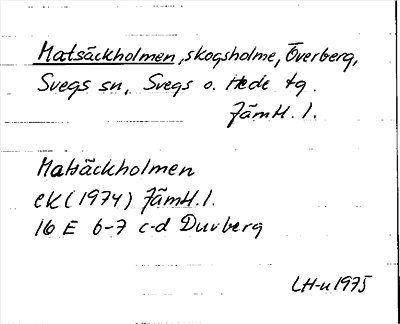 Matsäckholmen, skogsholme, Överberg,
Svegs sn, Svegs o. Hede tg.
Jämtl. l.
Matsäckholmen
ek (1974) Jämtl. l.
16 E 6-7 c-d Duvberg
LH-u 1975